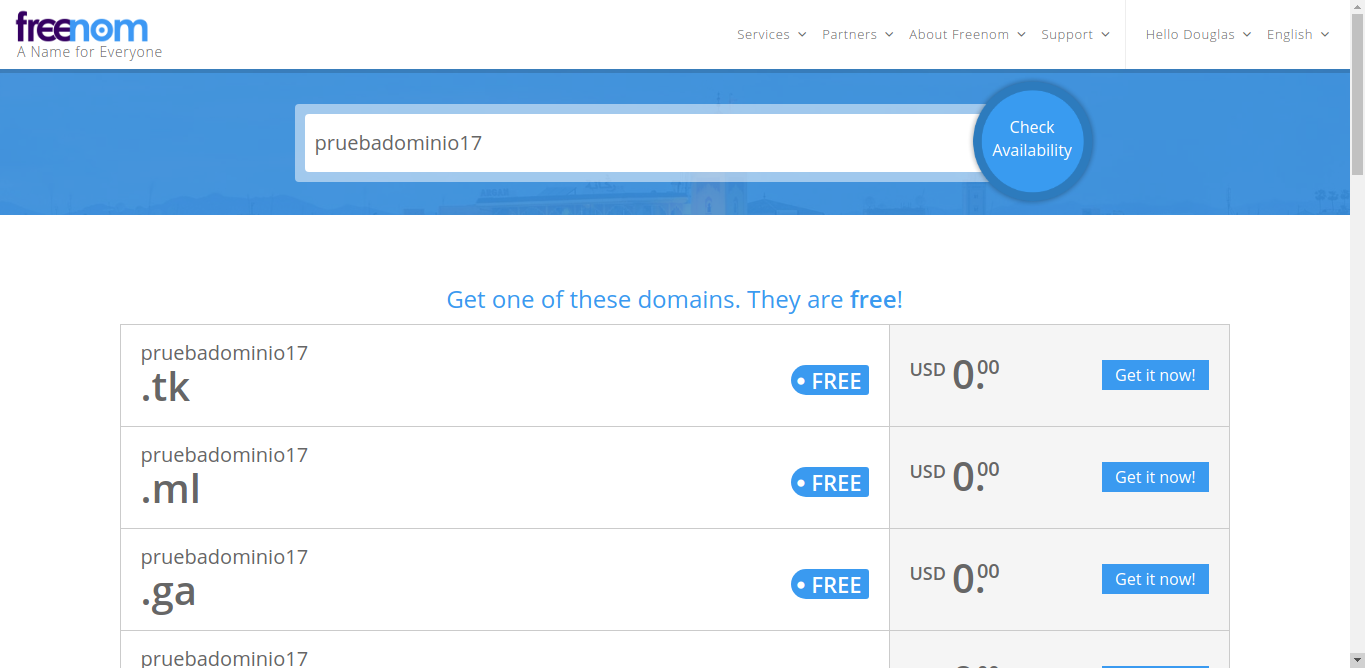 freenom
A Name for Everyone
Services Partners About Freenom Support Hello Douglas English
pruebadominio17
Check
Availability
Get one of these domains. They are free!
pruebadominio17
.tk
FREE
USD 0.00
Get it now!
pruebadominio17
.ml
FREE
USD 0.00
Get it now!
pruebadominio17
.ga
FREE
USD 0.00
Get it now!
pruebadominio17